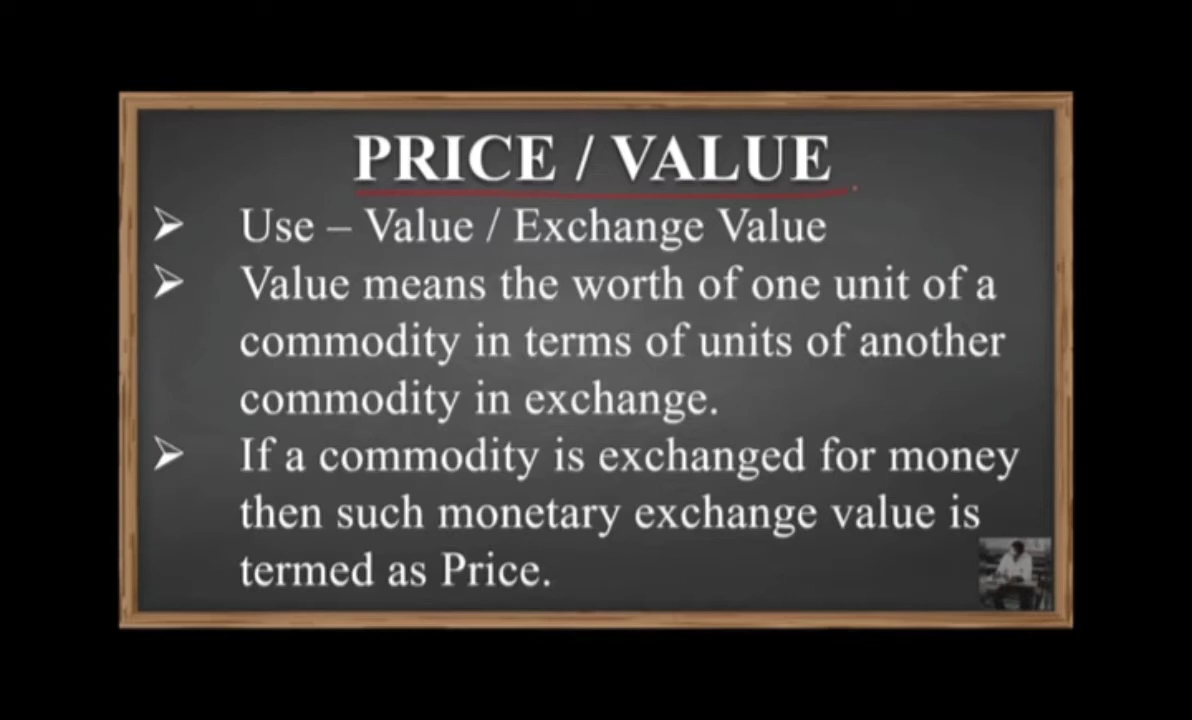 PRICE / VALUE
➢ Use – Value / Exchange Value
➢ Value means the worth of one unit of a
commodity in terms of units of another
commodity in exchange.
➢ If a commodity is exchanged for money
then such monetary exchange value is
termed as Price.